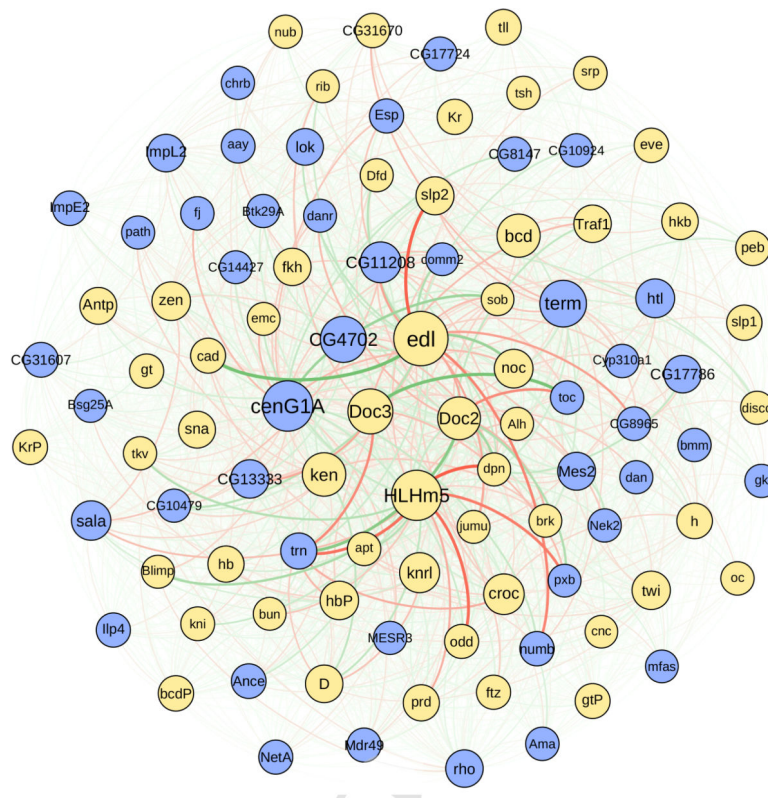 tll
nub
CG31670
CG17724
srp
chrb
rib
tsh
Esp
Kr
ImpL2
aay
lok
CG8147
CG10924
eve
Dfd
slp2
ImpE2
path
fj
Btk29A
danr
bcd
Traf1
hkb
peb
CG14427
fkh
CG11208
comm2
Antp
zen
emc
sob
term
htl
slp1
CG4702
edl
CG31607
gt
cad
noc
Cyp310a1
CG17786
Bsg25A
cenG1A
Doc3
Doc2
toc
disco
KrP
tkv
sna
Alh
CG8965
bmm
CG13333
ken
dpn
Mes2
dan
gk
CG10479
HLHm5
sala
jumu
brk
Nek2
h
trn
apt
Blimp
hb
knrl
pxb
oc
hbP
croc
twi
Ilp4
kni
bun
MESR3
odd
numb
cnc
mfas
bcdP
Ance
D
prd
ftz
gtP
NetA
Mdr49
rho
Ama